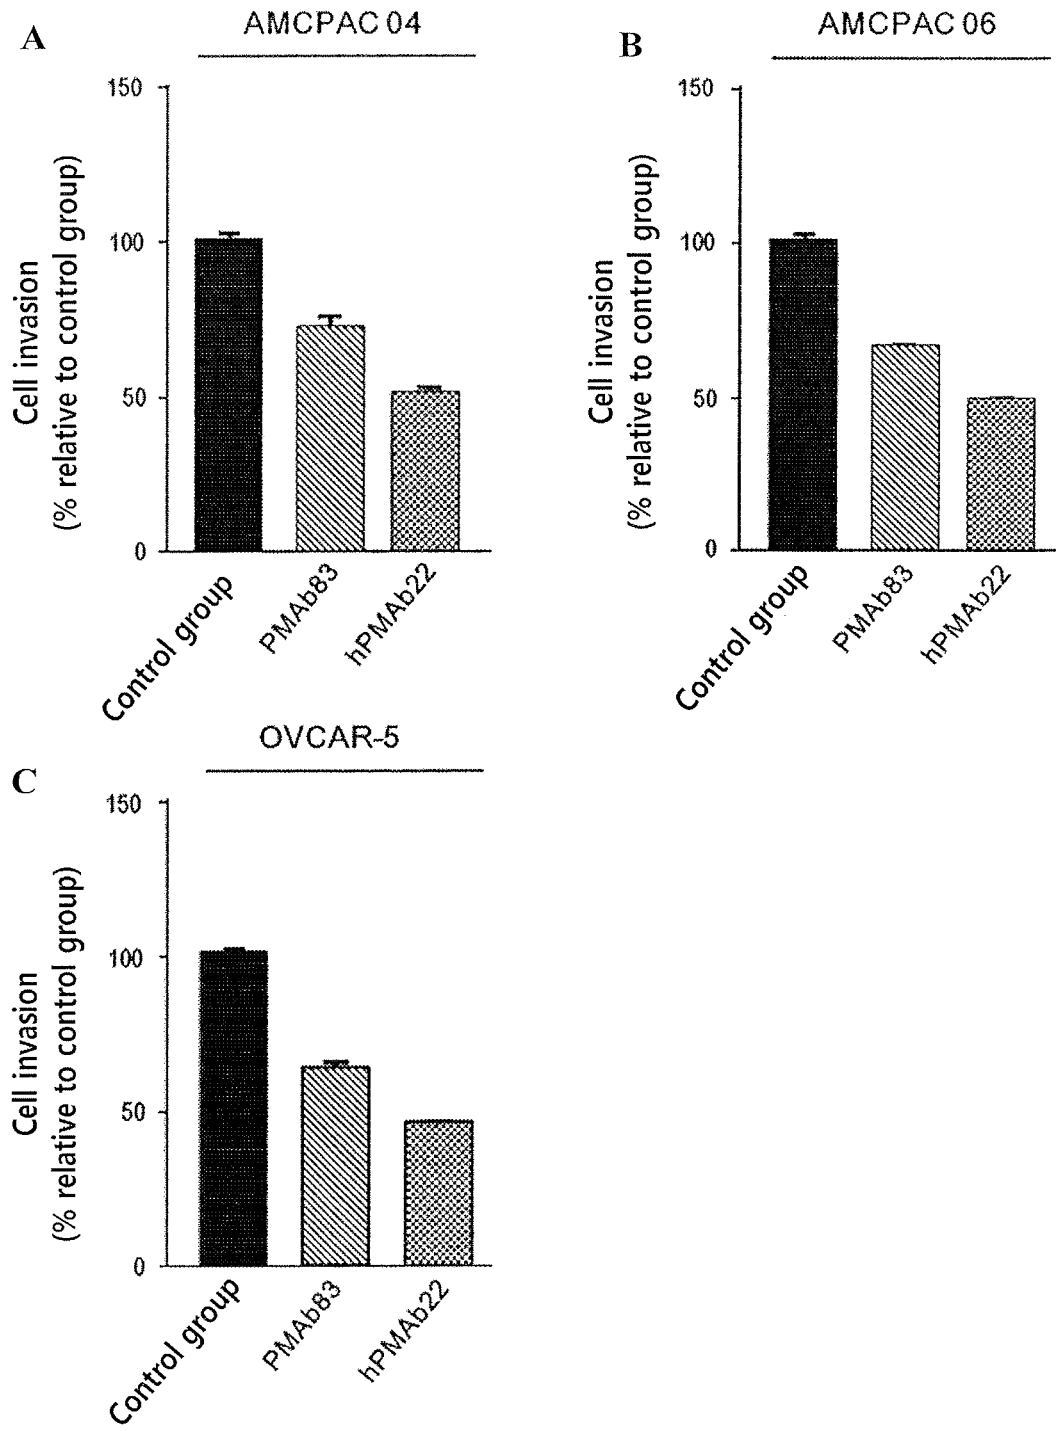 A
AMCPAC 04
150
100
50
0
Cell invasion
(% relative to control group)
Control group
PMAb83
hPMAb22
B
AMCPAC 06
150
100
50
0
Cell invasion
(% relative to control group)
Control group
PMAb83
hPMAb22
C
OVCAR-5
150
100
50
0
Cell invasion
(% relative to control group)
Control group
PMAb83
hPMAb22